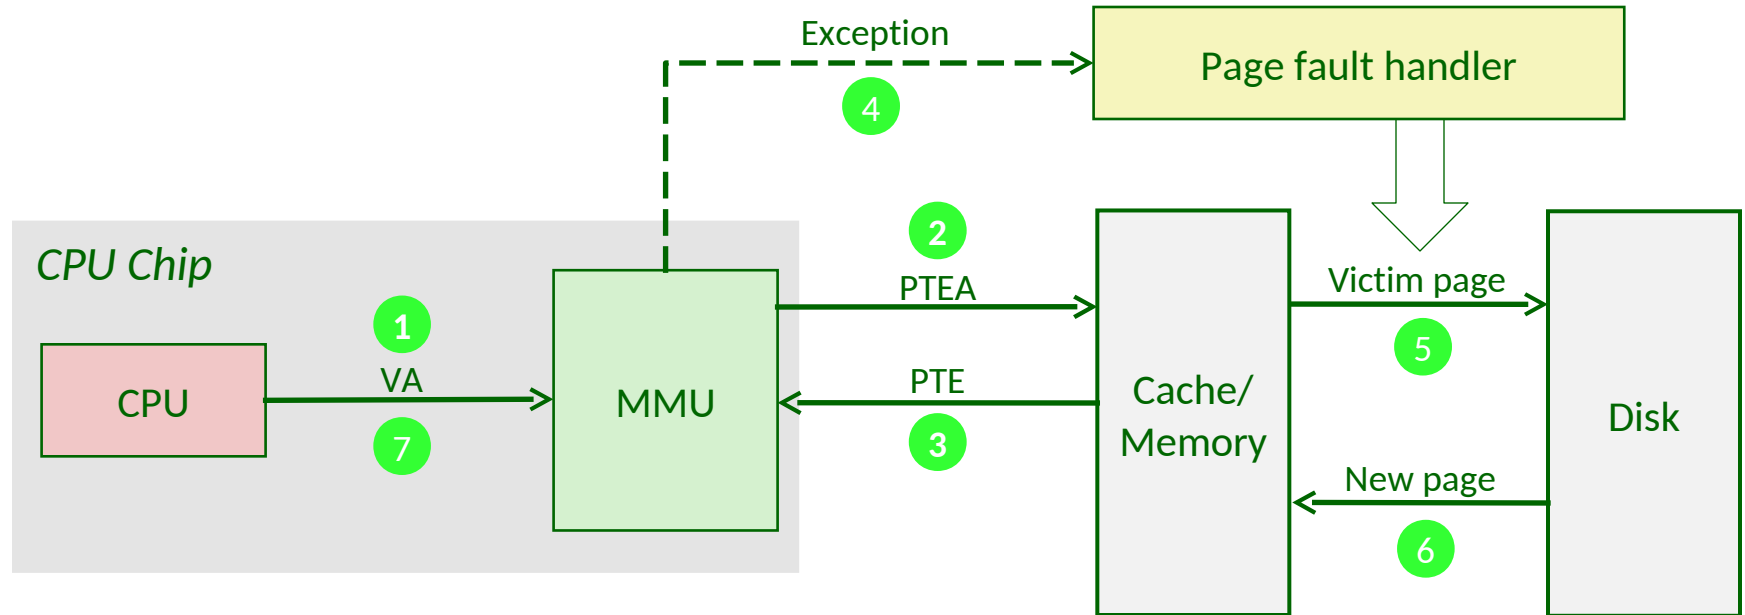 Exception
Page fault handler
4
2
CPU Chip
PTEA
Victim page
1
5
VA
PTE
CPU
MMU
Cache/
Memory
Disk
7
3
New page
6